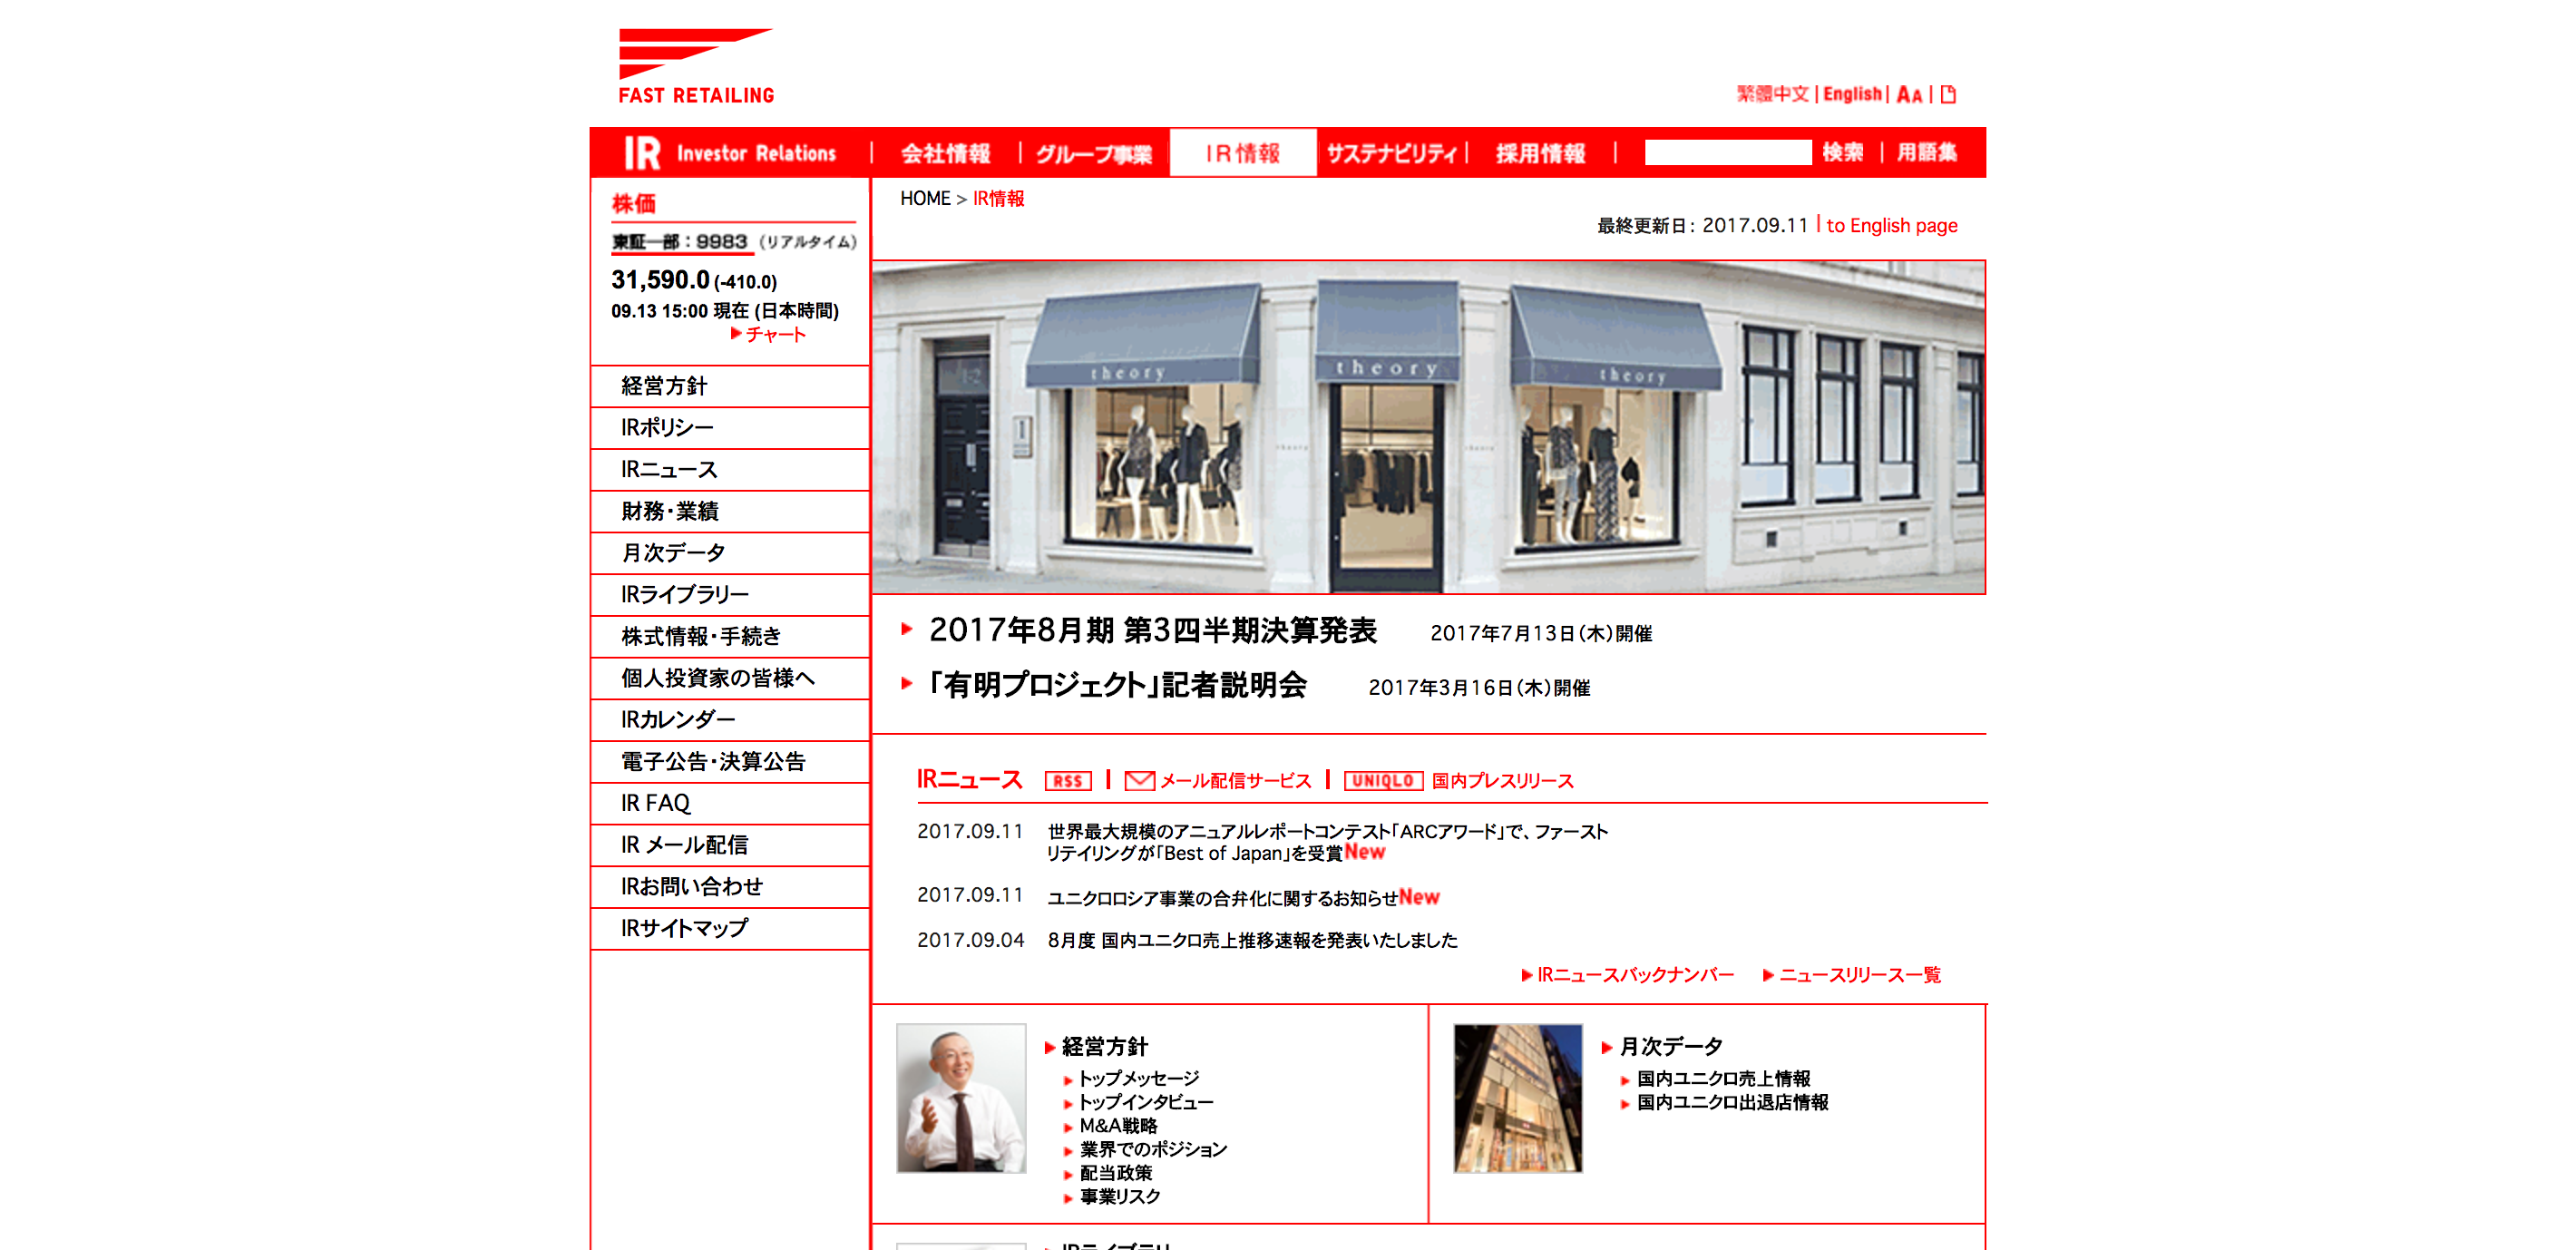 FAST RETAILING
繁體中文 | English | AA |
IR Investor Relations | 会社情報 | グループ事業 IR情報 サステナビリティ | 採用情報 | 検索 | 用語集
株価
東証一部:9983 (リアルタイム)
31,590.0 (-410.0)
09.13 15:00 現在 (日本時間)
チャート
経営方針
IRポリシー
IRニュース
財務・業績
月次データ
IRライブラリー
株式情報・手続き
個人投資家の皆様へ
IRカレンダー
電子公告・決算公告
IR FAQ
IR メール配信
IRお問い合わせ
IRサイトマップ
HOME > IR情報
最終更新日: 2017.09.11 | to English page
theory theory theory
2017年8月期 第3四半期決算発表 2017年7月13日(木)開催
「有明プロジェクト」記者説明会 2017年3月16日(木)開催
IRニュース RSS | メール配信サービス | UNIQLO 国内プレスリリース
2017.09.11 世界最大規模のアニュアルレポートコンテスト「ARCアワード」で、ファースト
リテイリングが「Best of Japan」を受賞New
2017.09.11 ユニクロロシア事業の合弁化に関するお知らせNew
2017.09.04 8月度 国内ユニクロ売上推移速報を発表いたしました
IRニュースバックナンバー ニュースリリース一覧
経営方針
トップメッセージ
トップインタビュー
M&A戦略
業界でのポジション
配当政策
事業リスク
月次データ
国内ユニクロ売上情報
国内ユニクロ出退店情報